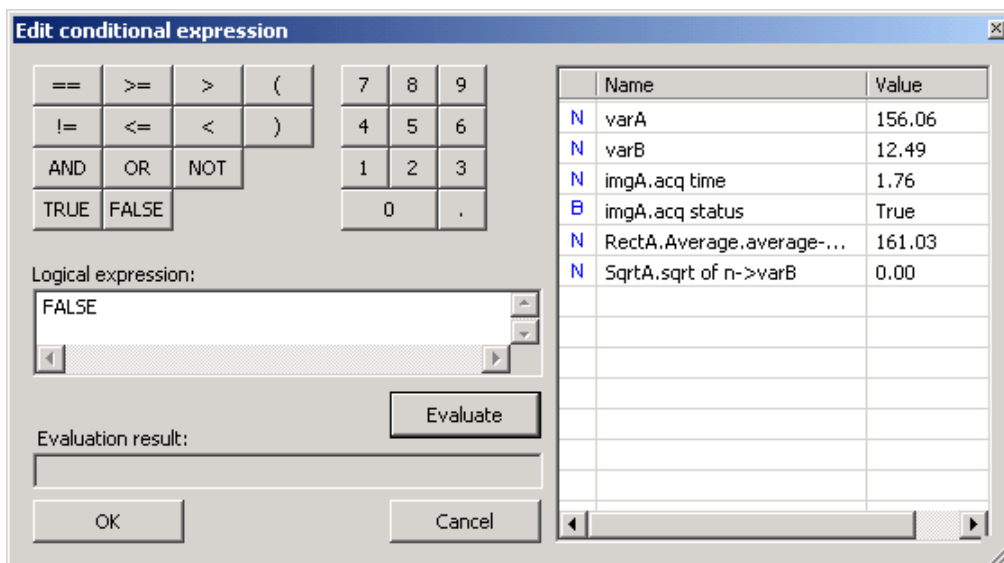 Edit conditional expression
== >= > ( 7 8 9
!= <= < ) 4 5 6
AND OR NOT 1 2 3
TRUE FALSE 0 .
Logical expression:
FALSE
Evaluate
Evaluation result:
OK Cancel
Name Value
N varA 156.06
N varB 12.49
N imgA.acq time 1.76
B imgA.acq status True
N RectA.Average.average-... 161.03
N SqrtA.sqrt of n->varB 0.00